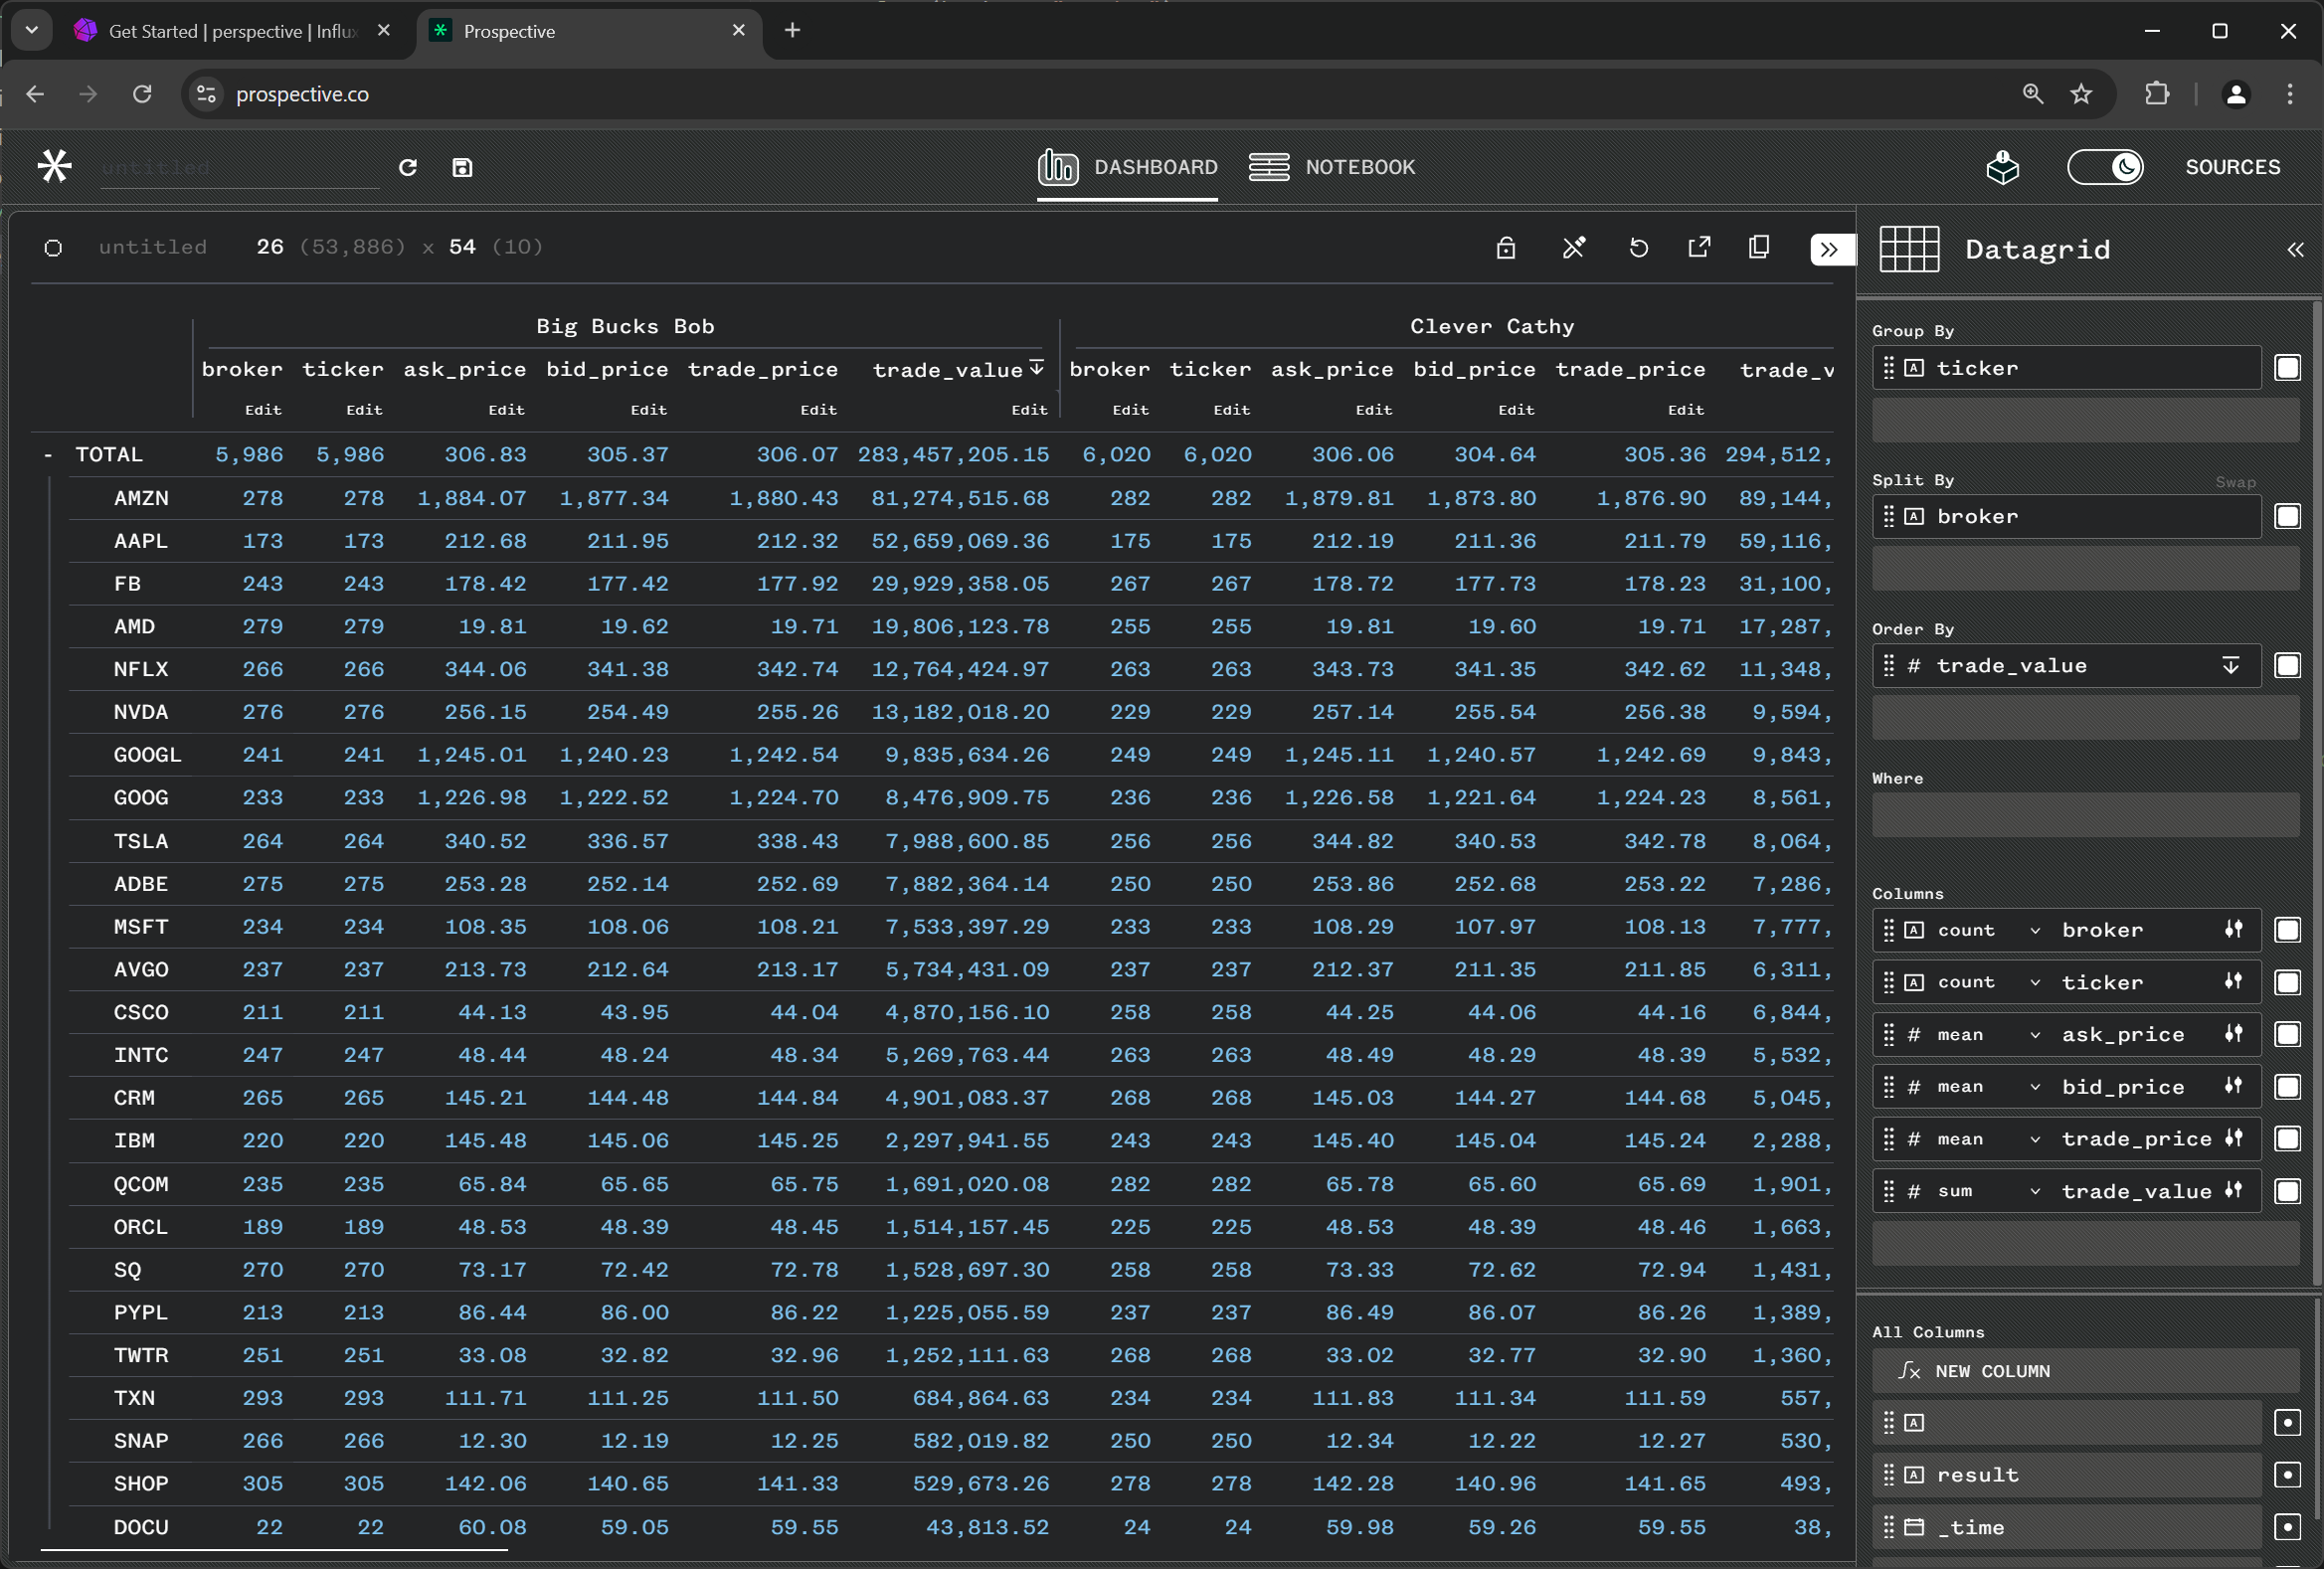 Get Started | perspective | Influx
Prospective
prospective.co
untitled
DASHBOARD
NOTEBOOK
SOURCES
untitled 26 (53,886) x 54 (10)
Datagrid
Big Bucks Bob Clever Cathy
broker ticker ask_price bid_price trade_price trade_value broker ticker ask_price bid_price trade_price trade_v
Edit Edit Edit Edit Edit Edit Edit Edit Edit Edit Edit
- TOTAL 5,986 5,986 306.83 305.37 306.07 283,457,205.15 6,020 6,020 306.06 304.64 305.36 294,512,
AMZN 278 278 1,884.07 1,877.34 1,880.43 81,274,515.68 282 282 1,879.81 1,873.80 1,876.90 89,144,
AAPL 173 173 212.68 211.95 212.32 52,659,069.36 175 175 212.19 211.36 211.79 59,116,
FB 243 243 178.42 177.42 177.92 29,929,358.05 267 267 178.72 177.73 178.23 31,100,
AMD 279 279 19.81 19.62 19.71 19,806,123.78 255 255 19.81 19.60 19.71 17,287,
NFLX 266 266 344.06 341.38 342.74 12,764,424.97 263 263 343.73 341.35 342.62 11,348,
NVDA 276 276 256.15 254.49 255.26 13,182,018.20 229 229 257.14 255.54 256.38 9,594,
GOOGL 241 241 1,245.01 1,240.23 1,242.54 9,835,634.26 249 249 1,245.11 1,240.57 1,242.69 9,843,
GOOG 233 233 1,226.98 1,222.52 1,224.70 8,476,909.75 236 236 1,226.58 1,221.64 1,224.23 8,561,
TSLA 264 264 340.52 336.57 338.43 7,988,600.85 256 256 344.82 340.53 342.78 8,064,
ADBE 275 275 253.28 252.14 252.69 7,882,364.14 250 250 253.86 252.68 253.22 7,286,
MSFT 234 234 108.35 108.06 108.21 7,533,397.29 233 233 108.29 107.97 108.13 7,777,
AVGO 237 237 213.73 212.64 213.17 5,734,431.09 237 237 212.37 211.35 211.85 6,311,
CSCO 211 211 44.13 43.95 44.04 4,870,156.10 258 258 44.25 44.06 44.16 6,844,
INTC 247 247 48.44 48.24 48.34 5,269,763.44 263 263 48.49 48.29 48.39 5,532,
CRM 265 265 145.21 144.48 144.84 4,901,083.37 268 268 145.03 144.27 144.68 5,045,
IBM 220 220 145.48 145.06 145.25 2,297,941.55 243 243 145.40 145.04 145.24 2,288,
QCOM 235 235 65.84 65.65 65.75 1,691,020.08 282 282 65.78 65.60 65.69 1,901,
ORCL 189 189 48.53 48.39 48.45 1,514,157.45 225 225 48.53 48.39 48.46 1,663,
SQ 270 270 73.17 72.42 72.78 1,528,697.30 258 258 73.33 72.62 72.94 1,431,
PYPL 213 213 86.44 86.00 86.22 1,225,055.59 237 237 86.49 86.07 86.26 1,389,
TWTR 251 251 33.08 32.82 32.96 1,252,111.63 268 268 33.02 32.77 32.90 1,360,
TXN 293 293 111.71 111.25 111.50 684,864.63 234 234 111.83 111.34 111.59 557,
SNAP 266 266 12.30 12.19 12.25 582,019.82 250 250 12.34 12.22 12.27 530,
SHOP 305 305 142.06 140.65 141.33 529,673.26 278 278 142.28 140.96 141.65 493,
DOCU 22 22 60.08 59.05 59.55 43,813.52 24 24 59.98 59.26 59.55 38,
Group By
A ticker
Split By Swap
A broker
Order By
# trade_value
Where
Columns
A count broker
A count ticker
# mean ask_price
# mean bid_price
# mean trade_price
# sum trade_value
All Columns
fx NEW COLUMN
A
A result
_time